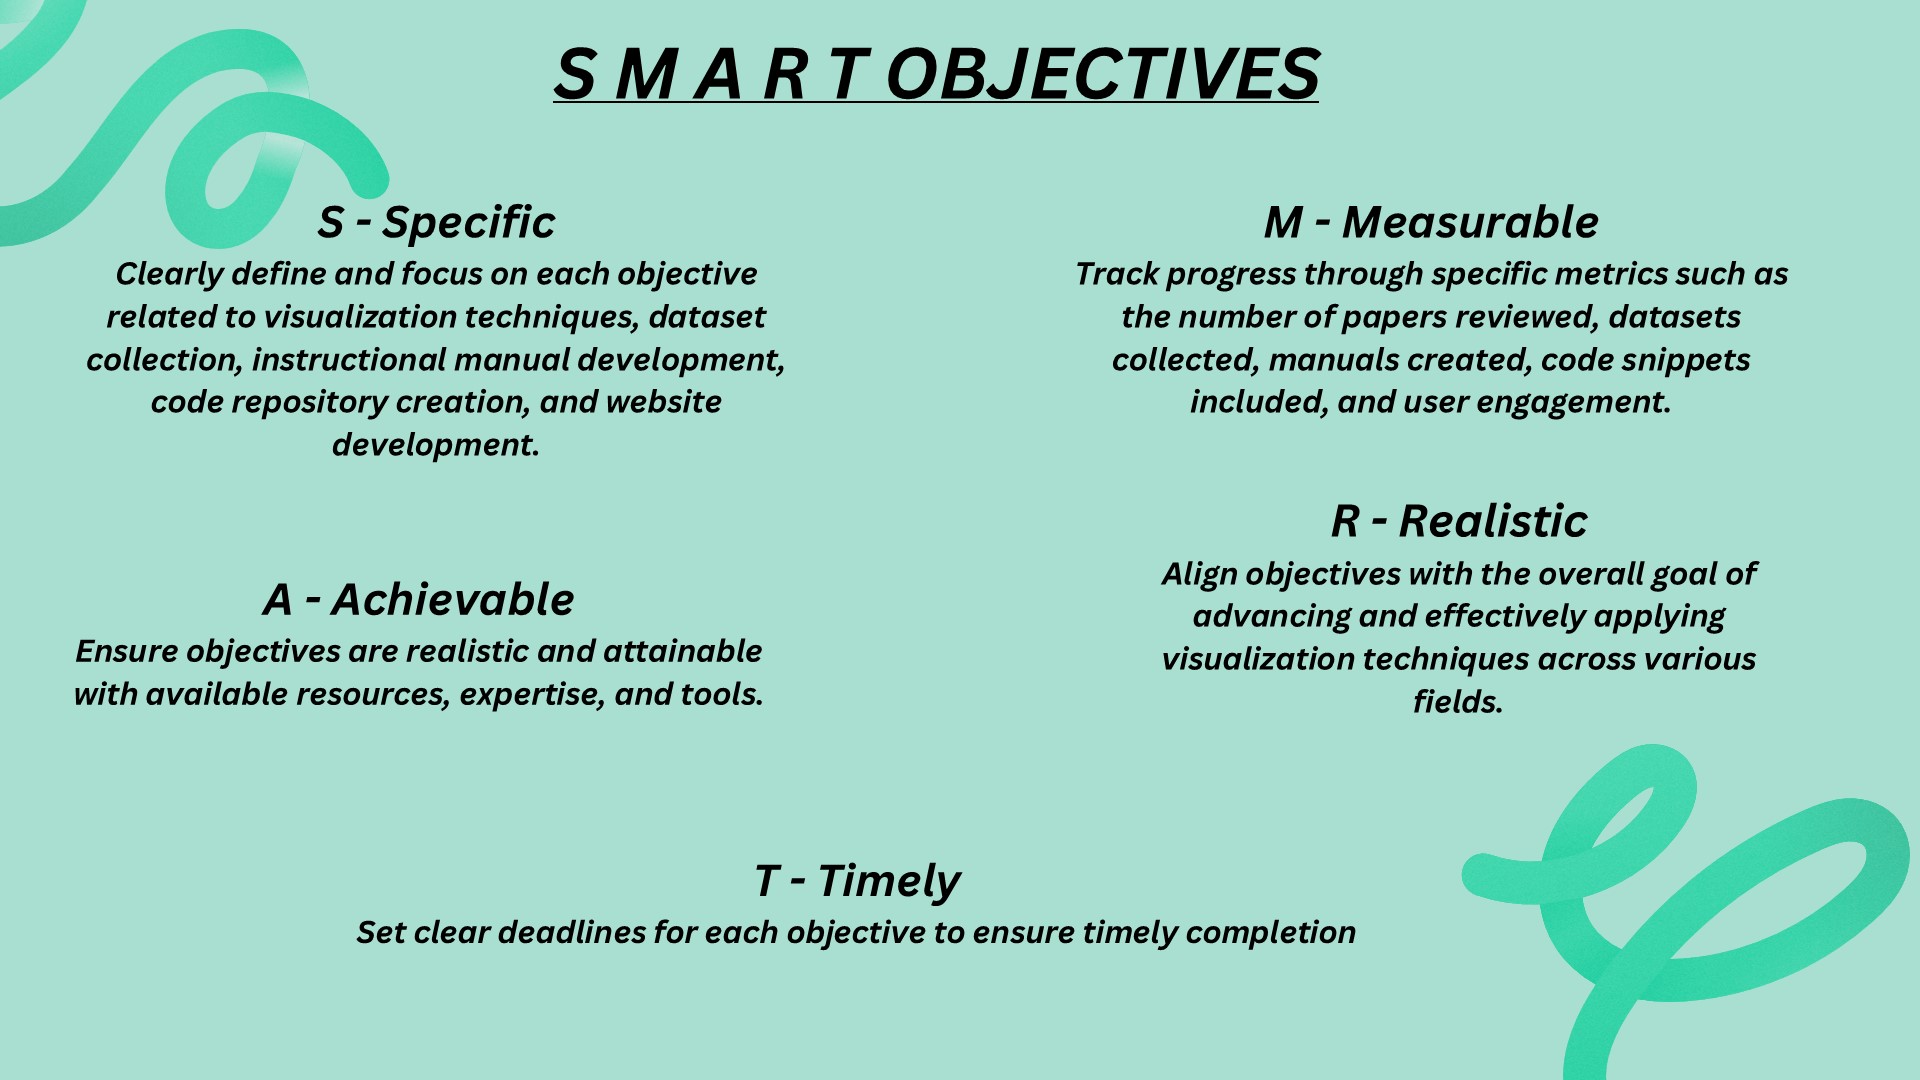 S M A R T OBJECTIVES
S - Specific
Clearly define and focus on each objective
related to visualization techniques, dataset
collection, instructional manual development,
code repository creation, and website
development.
M - Measurable
Track progress through specific metrics such as
the number of papers reviewed, datasets
collected, manuals created, code snippets
included, and user engagement.
A - Achievable
Ensure objectives are realistic and attainable
with available resources, expertise, and tools.
R - Realistic
Align objectives with the overall goal of
advancing and effectively applying
visualization techniques across various
fields.
T - Timely
Set clear deadlines for each objective to ensure timely completion